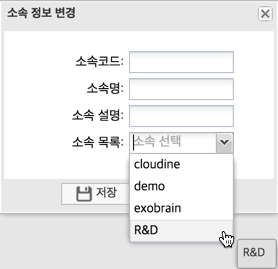 소속 정보 변경
소속코드:
소속명:
소속 설명:
소속 목록: 소속 선택
cloudine
demo
exobrain
R&D
저장
R&D